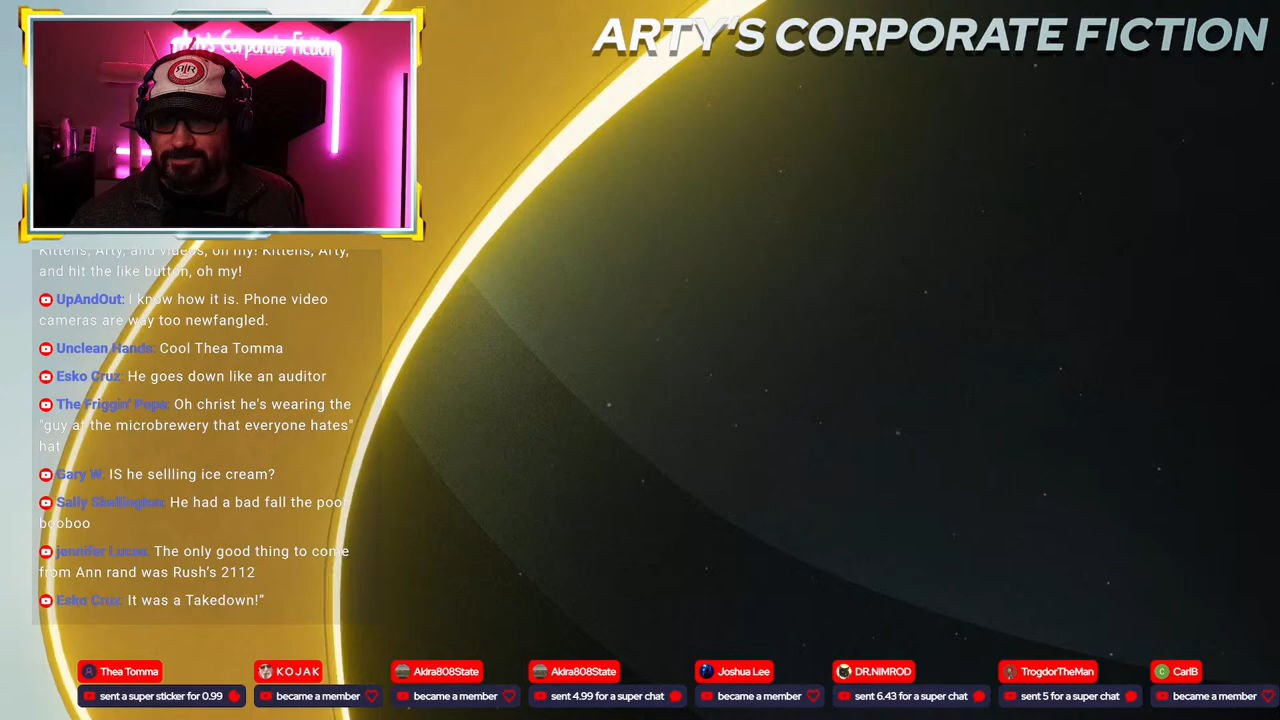 ARTY'S CORPORATE FICTION
Arty's Corporate Fiction
Kittens, Arty, and videos, oh my! Kittens, Arty,
and hit the like button, oh my!
UpAndOut: I know how it is. Phone video
cameras are way too newfangled.
Unclean Hands: Cool Thea Tomma
Esko Cruz: He goes down like an auditor
The Friggin' Pope: Oh christ he's wearing the
"guy at the microbrewery that everyone hates"
hat
Gary W: IS he sellling ice cream?
Sally Skellington: He had a bad fall the poor
booboo
jennifer Lucas: The only good thing to come
from Ann rand was Rush's 2112
Esko Cruz: It was a Takedown!"
Thea Tomma
sent a super sticker for 0.99
K O J A K
became a member
Akira808State
became a member
Akira808State
sent 4.99 for a super chat
Joshua Lee
became a member
DR.NIMROD
sent 6.43 for a super chat
TrogdorTheMan
sent 5 for a super chat
CarlB
became a member